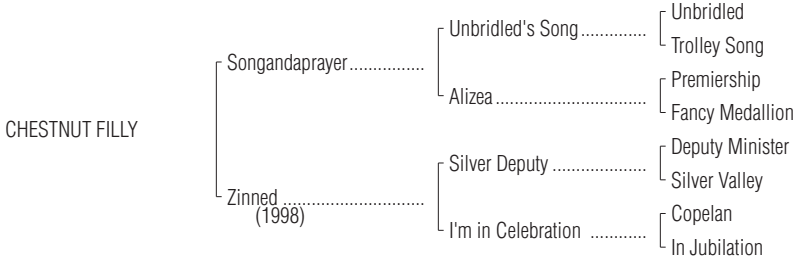 Unbridled
Unbridled's Song..............
Trolley Song
Songandaprayer................
Premiership
Alizea................................
Fancy Medallion
CHESTNUT FILLY
Deputy Minister
Silver Deputy ....................
Silver Valley
Zinned ..............................
(1998)
Copelan
I'm in Celebration ............
In Jubilation